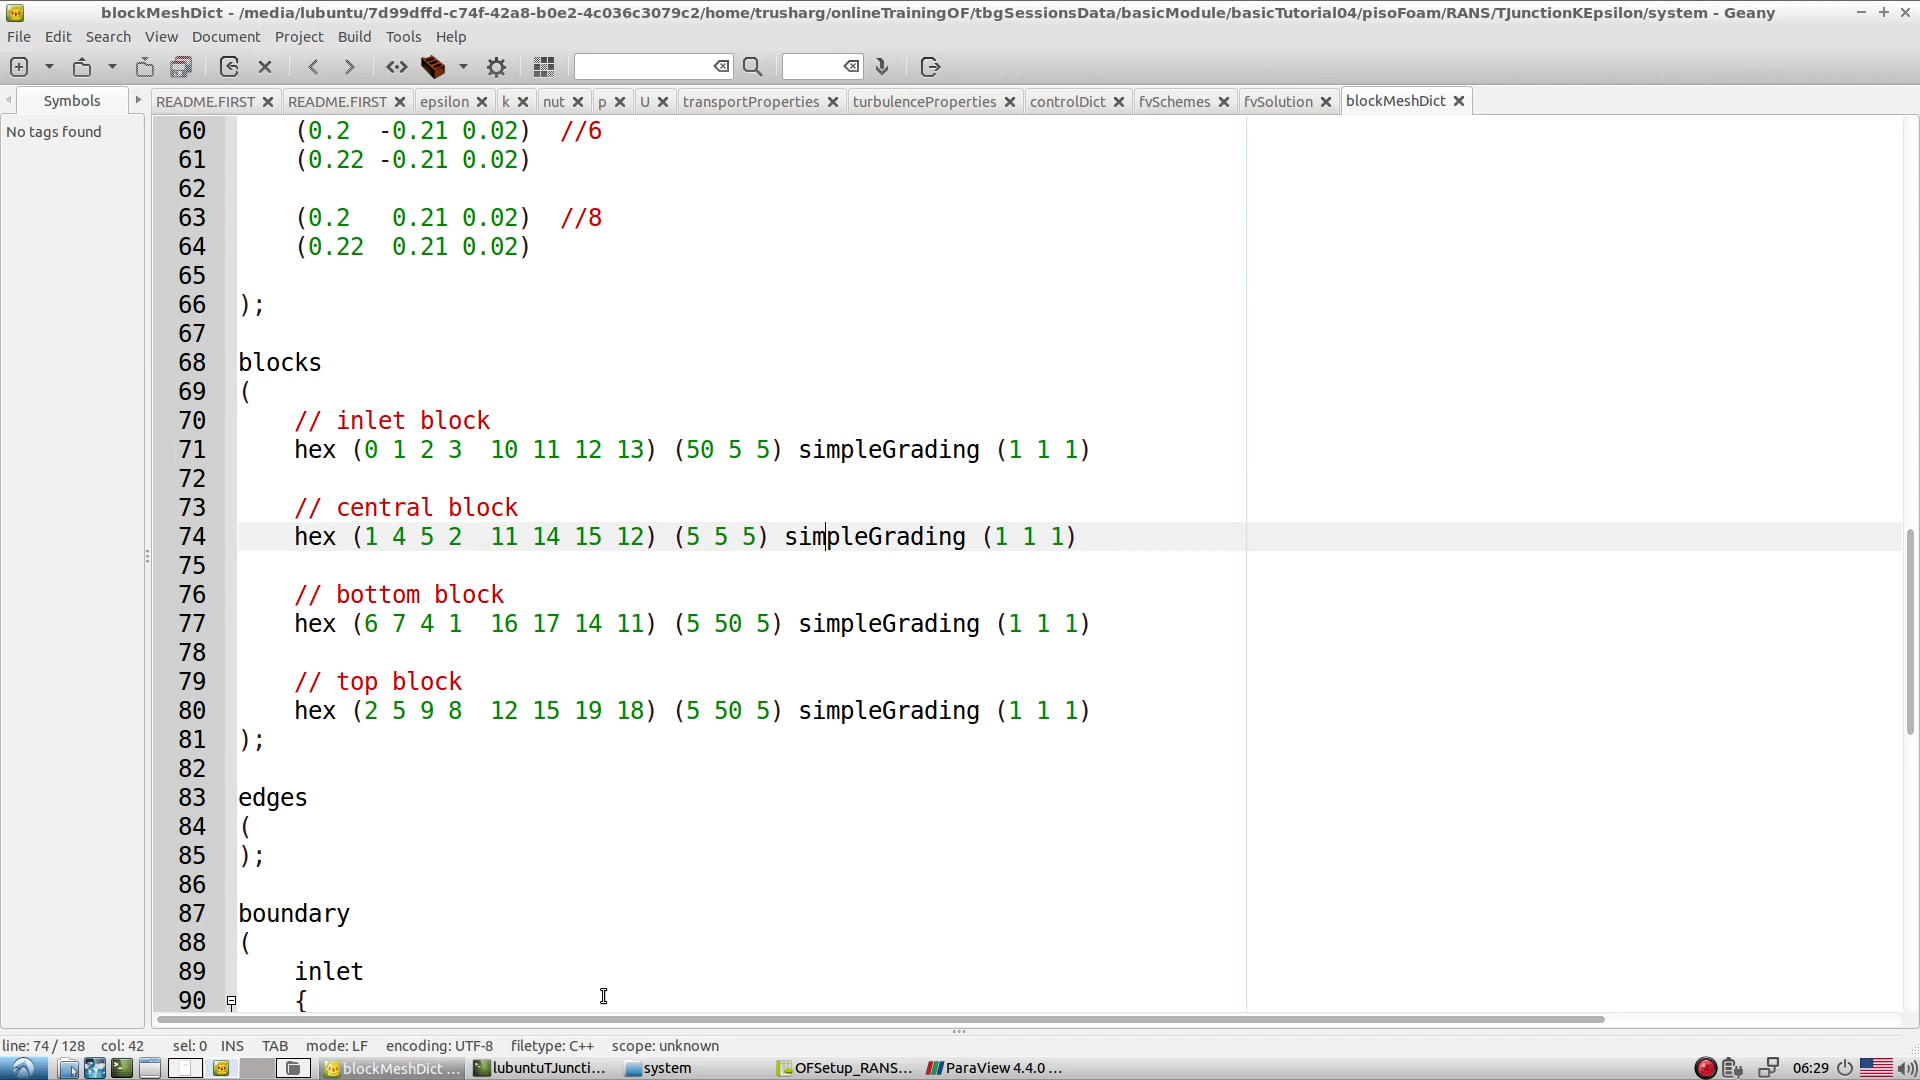 blockMeshDict - /media/lubuntu/7d99dffd-c74f-42a8-b0e2-4c036c3079c2/home/trusharg/onlineTrainingOF/tbgSessionsData/basicModule/basicTutorial04/pisoFoam/RANS/TJunctionKEpsilon/system - Geany
File Edit Search View Document Project Build Tools Help
Symbols README.FIRST README.FIRST epsilon k nut p U transportProperties turbulenceProperties controlDict fvSchemes fvSolution blockMeshDict
No tags found
60 (0.2 -0.21 0.02) //6
61 (0.22 -0.21 0.02)
62
63 (0.2 0.21 0.02) //8
64 (0.22 0.21 0.02)
65
66 );
67
68 blocks
69 (
70 // inlet block
71 hex (0 1 2 3 10 11 12 13) (50 5 5) simpleGrading (1 1 1)
72
73 // central block
74 hex (1 4 5 2 11 14 15 12) (5 5 5) simpleGrading (1 1 1)
75
76 // bottom block
77 hex (6 7 4 1 16 17 14 11) (5 50 5) simpleGrading (1 1 1)
78
79 // top block
80 hex (2 5 9 8 12 15 19 18) (5 50 5) simpleGrading (1 1 1)
81 );
82
83 edges
84 (
85 );
86
87 boundary
88 (
89 inlet
90 {
line: 74 / 128 col: 42 sel: 0 INS TAB mode: LF encoding: UTF-8 filetype: C++ scope: unknown
blockMeshDict ... lubuntuTJuncti... system OFSetup_RANS... ParaView 4.4.0 ... 06:29